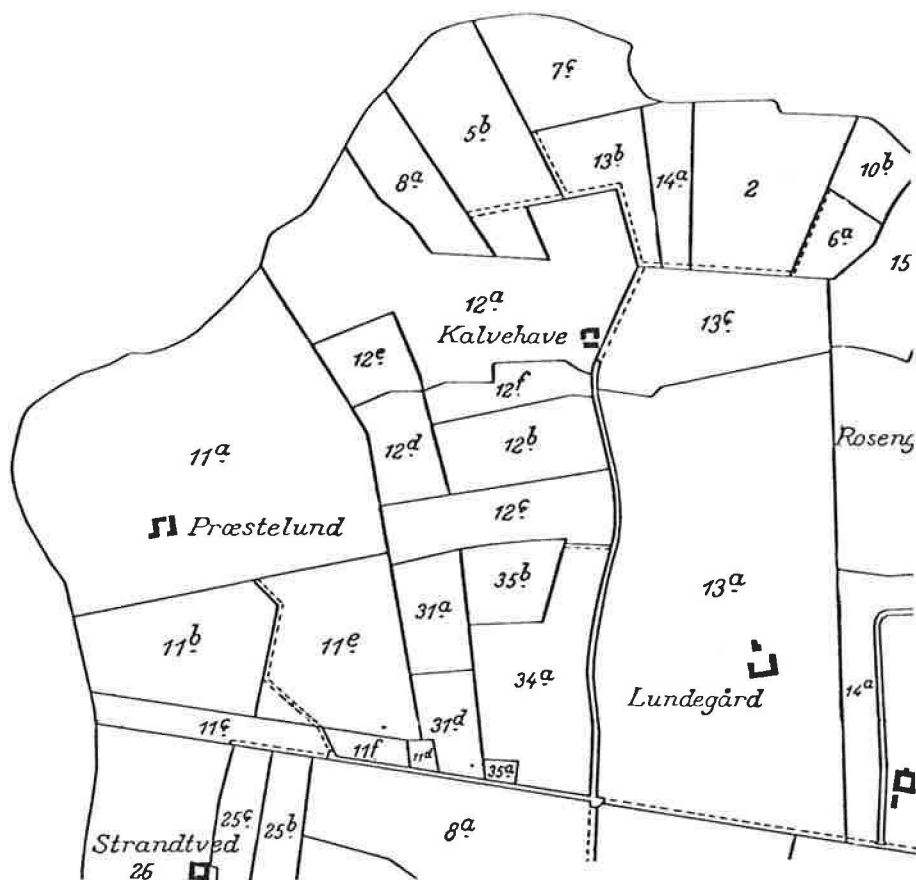 7c
5b
8a
13b
14a
2
10b
6a
15
12a
Kalvehave
13c
12e
12f
12d
12b
Roseng
11a
12c
Præstelund
35b
13a
31a
11b
11e
34a
Lundegård
14a
31d
11c
11f
11d
35a
25c
25b
8a
Strandtved
26